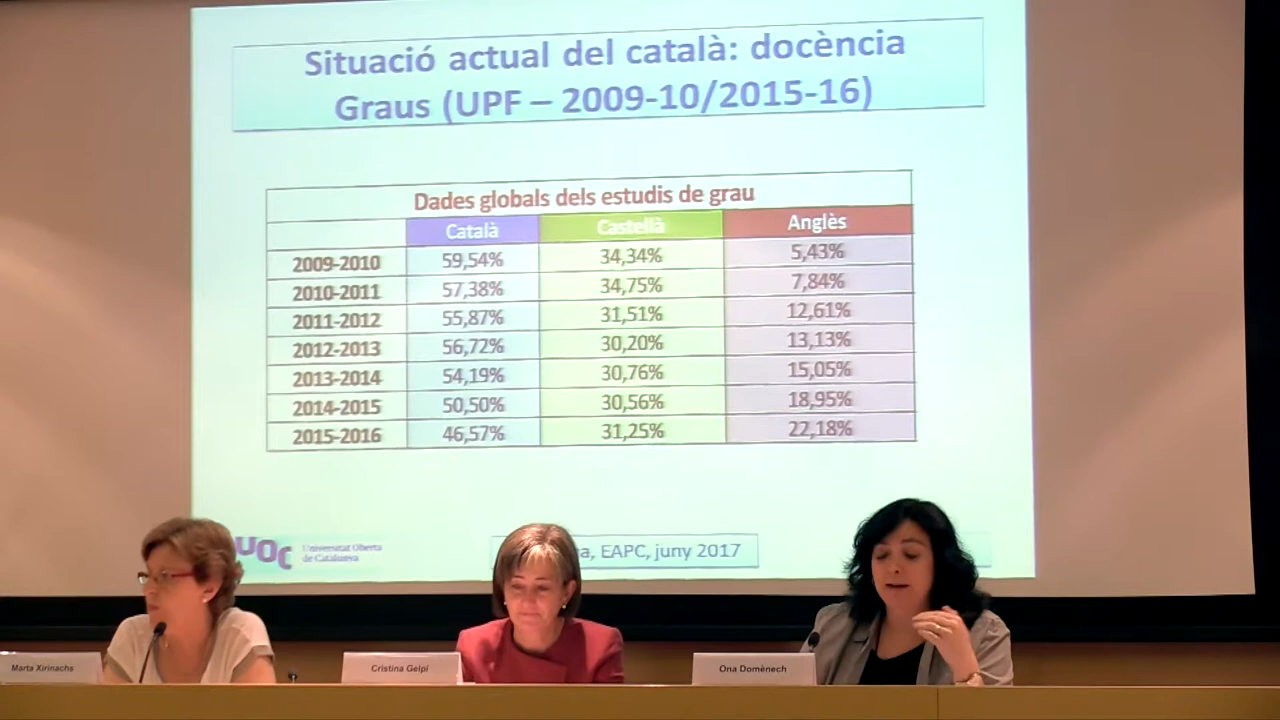 Situació actual del català: docència
Graus (UPF – 2009-10/2015-16)
Dades globals dels estudis de grau
Català Castellà Anglès
2009-2010 59,54% 34,34% 5,43%
2010-2011 57,38% 34,75% 7,84%
2011-2012 55,87% 31,51% 12,61%
2012-2013 56,72% 30,20% 13,13%
2013-2014 54,19% 30,76% 15,05%
2014-2015 50,50% 30,56% 18,95%
2015-2016 46,57% 31,25% 22,18%
UOC Universitat Oberta
de Catalunya
EAPC, juny 2017
Marta Xirinachs
Cristina Gelpí
Ona Domènech